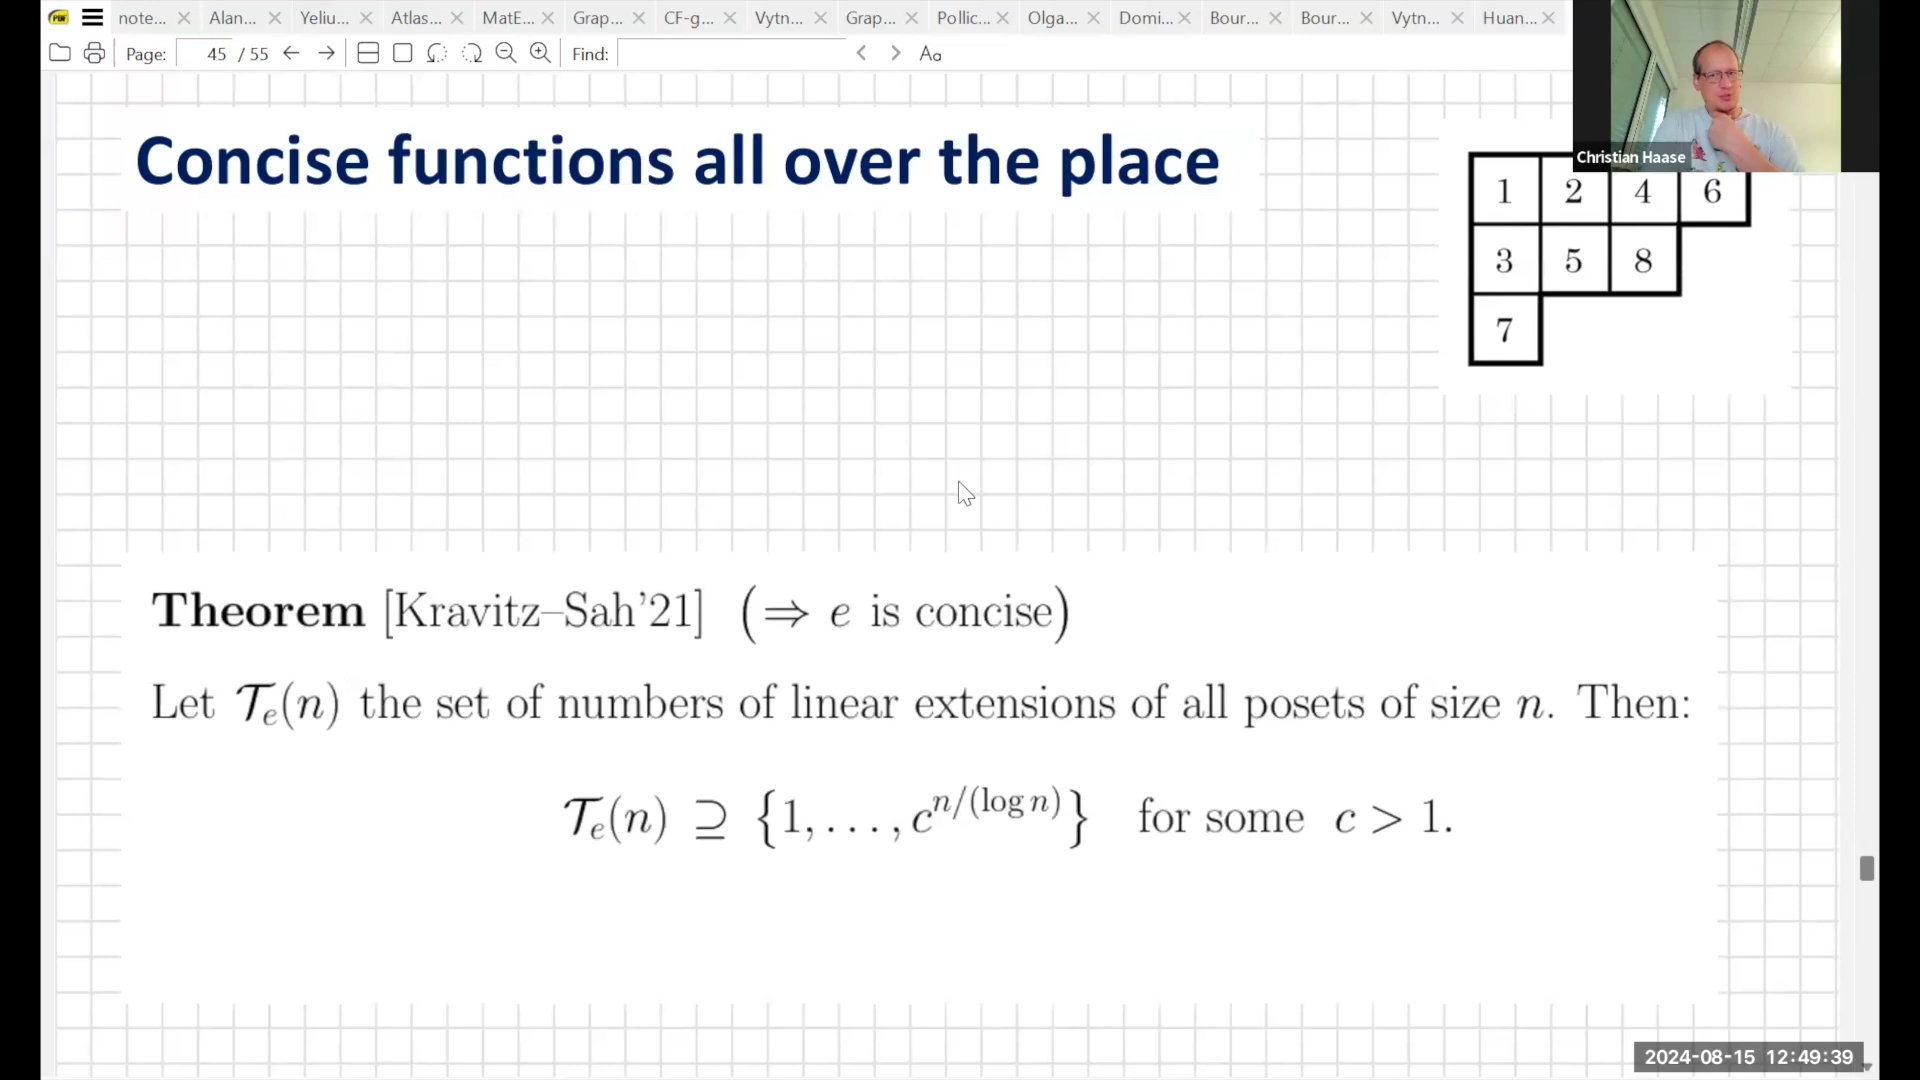 note... Alan... Yeliu... Atlas... MatE... Grap... CF-g... Vytn... Grap... Pollic... Olga... Domi... Bour... Bour... Vytn... Huan...
Page: 45 / 55 Find: Aa
Christian Haase
Concise functions all over the place
1 2 4 6
3 5 8
7
Theorem [Kravitz–Sah'21] (⇒ e is concise)
Let 𝒯ₑ(n) the set of numbers of linear extensions of all posets of size n. Then:
𝒯ₑ(n) ⊇ {1, . . . , c^{n/(log n)}} for some c > 1.
2024-08-15 12:49:39